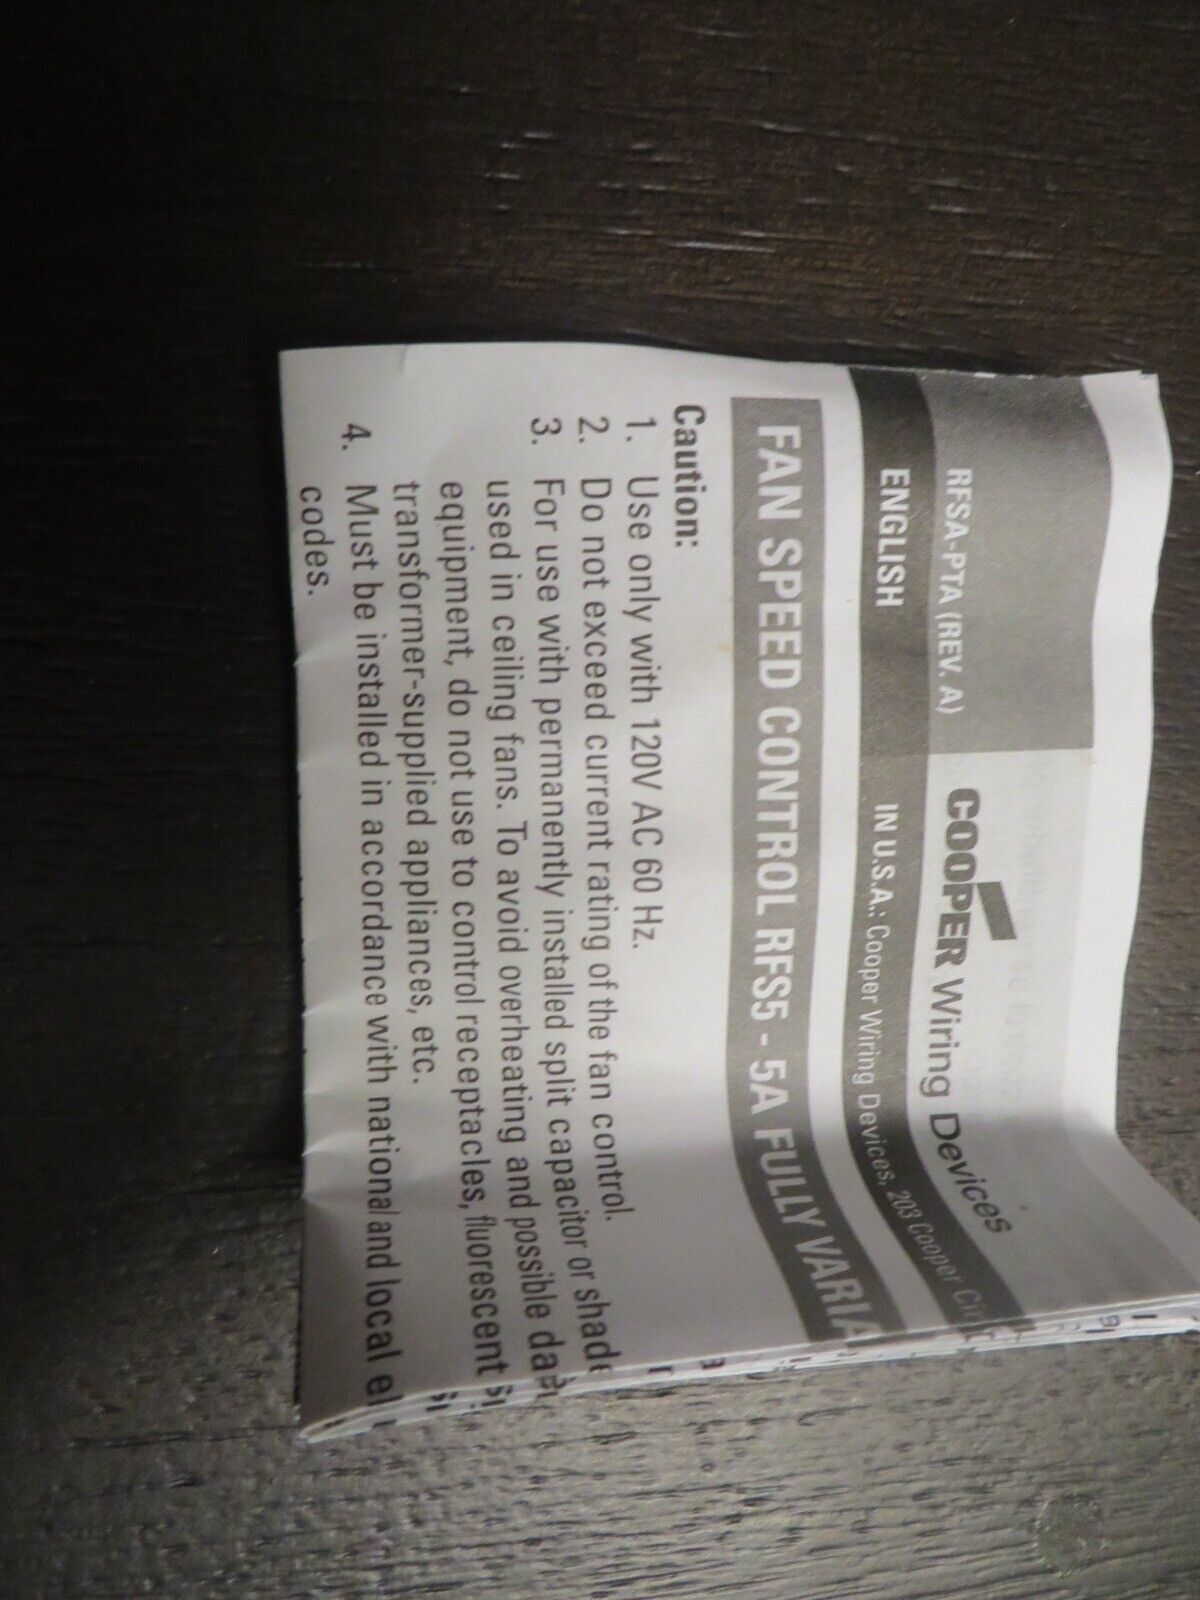 RFSA-PTA (REV. A)
COOPER Wiring Devices
ENGLISH IN U.S.A.: Cooper Wiring Devices, 203 Cooper
FAN SPEED CONTROL RFS5 - 5A FULLY
Caution:
1. Use only with 120V AC 60 Hz.
2. Do not exceed current rating of the fan control.
3. For use with permanently installed split capacitor or
used in ceiling fans. To avoid overheating and possible
equipment, do not use to control receptacles, fluorescent
transformer-supplied appliances, etc.
4. Must be installed in accordance with national and local
codes.